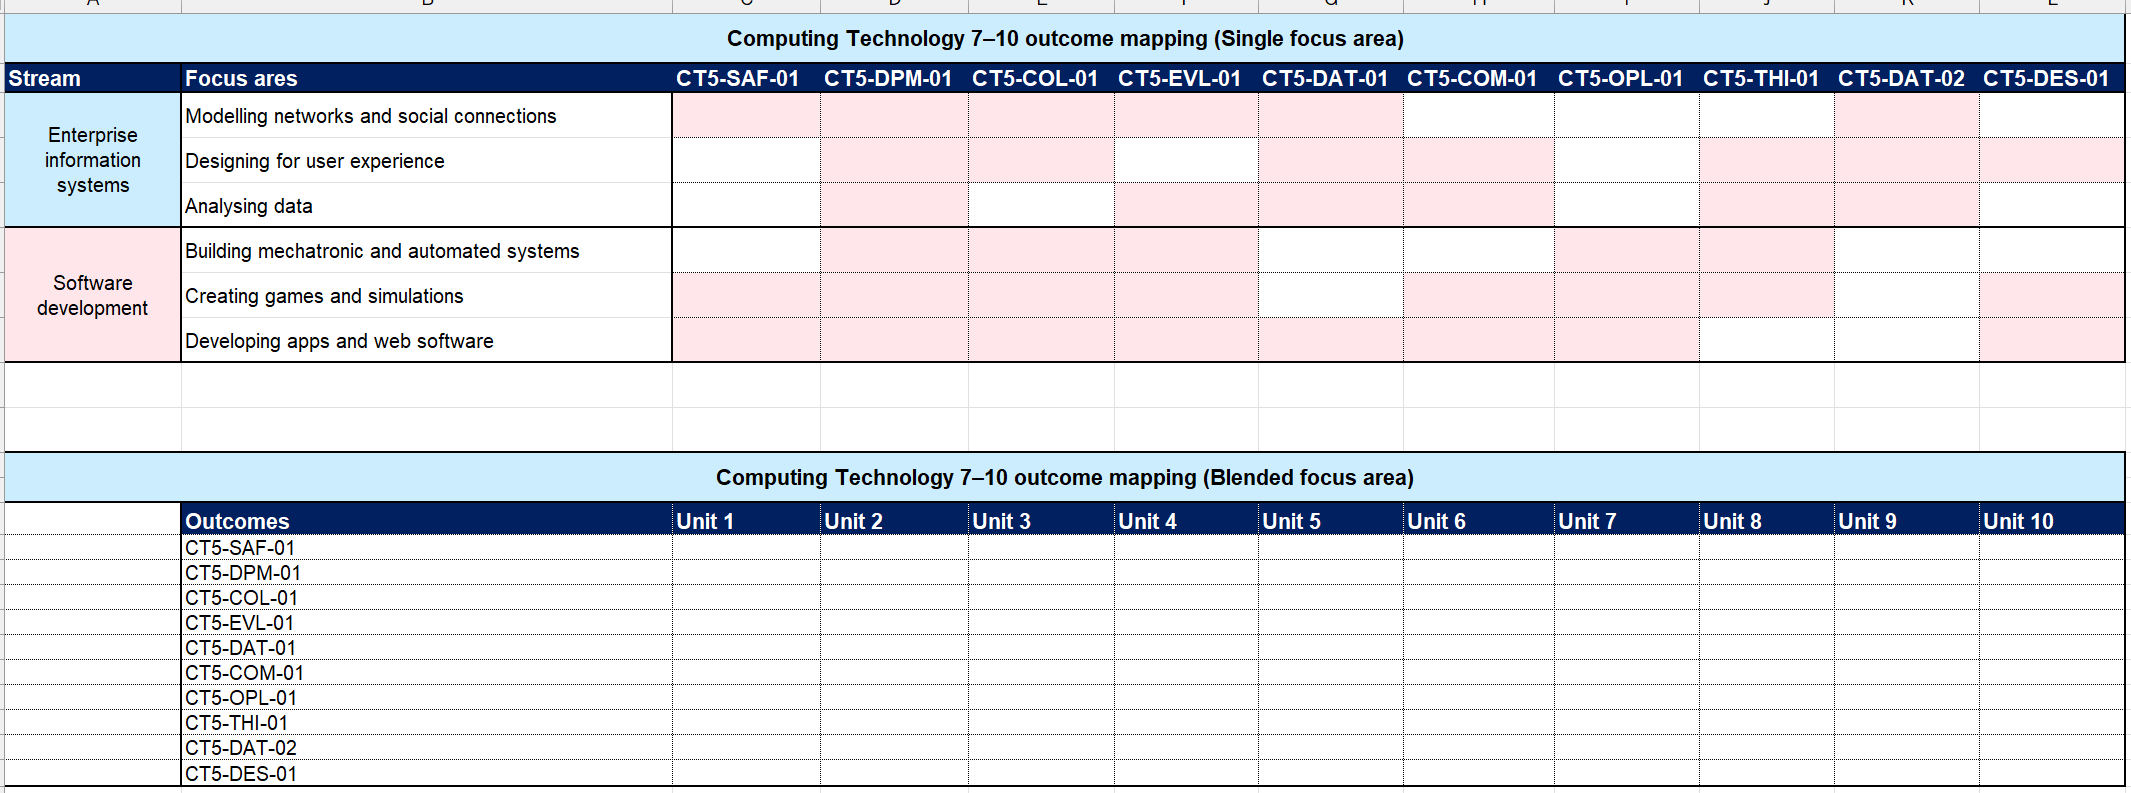 Computing Technology 7–10 outcome mapping (Single focus area)
Stream Focus ares CT5-SAF-01 CT5-DPM-01 CT5-COL-01 CT5-EVL-01 CT5-DAT-01 CT5-COM-01 CT5-OPL-01 CT5-THI-01 CT5-DAT-02 CT5-DES-01
Enterprise
information
systems
Modelling networks and social connections
Designing for user experience
Analysing data
Software
development
Building mechatronic and automated systems
Creating games and simulations
Developing apps and web software
Computing Technology 7–10 outcome mapping (Blended focus area)
Outcomes Unit 1 Unit 2 Unit 3 Unit 4 Unit 5 Unit 6 Unit 7 Unit 8 Unit 9 Unit 10
CT5-SAF-01
CT5-DPM-01
CT5-COL-01
CT5-EVL-01
CT5-DAT-01
CT5-COM-01
CT5-OPL-01
CT5-THI-01
CT5-DAT-02
CT5-DES-01